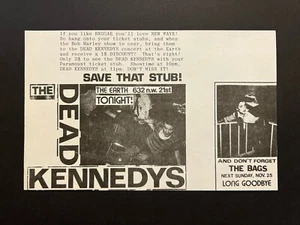 If you like REGGAE you'll love NEW WAVE!
So hang onto your ticket stubs, and when
the Bob Marley show is over, bring them
to the DEAD KENNEDYS concert at the Earth
and receive a 1$ DISCOUNT! That's right!
Only 2$ to see the DEAD KENNEDYS with your
Paramount ticket stub. Showtime at 10pm.
DEAD KENNEDYS at 11pm. DON'T MISS IT!
SAVE THAT STUB!
THE
DEAD
KENNEDYS
THE EARTH 632 n.w. 21st
TONIGHT!
AND DON'T FORGET
THE BAGS
NEXT SUNDAY, NOV. 25
LONG GOODBYE